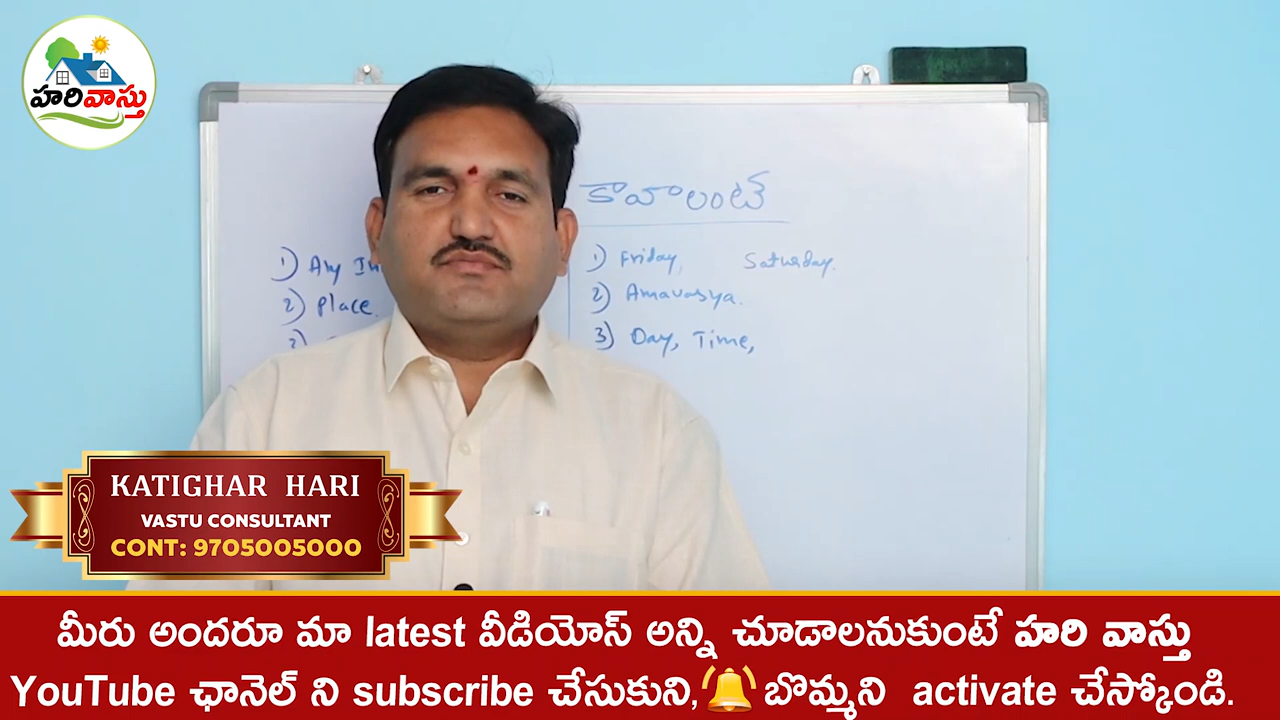 హరివాస్తు
కావాలంటే
1) Any In
2) Place.
1) Friday, Saturday.
2) Amavasya.
3) Day, Time,
KATIGHAR HARI
VASTU CONSULTANT
CONT: 9705005000
మీరు అందరూ మా latest వీడియోస్ అన్ని చూడాలనుకుంటే హరి వాస్తు
YouTube ఛానెల్ ని subscribe చేసుకుని,🔔బొమ్మని activate చేస్కోండి.